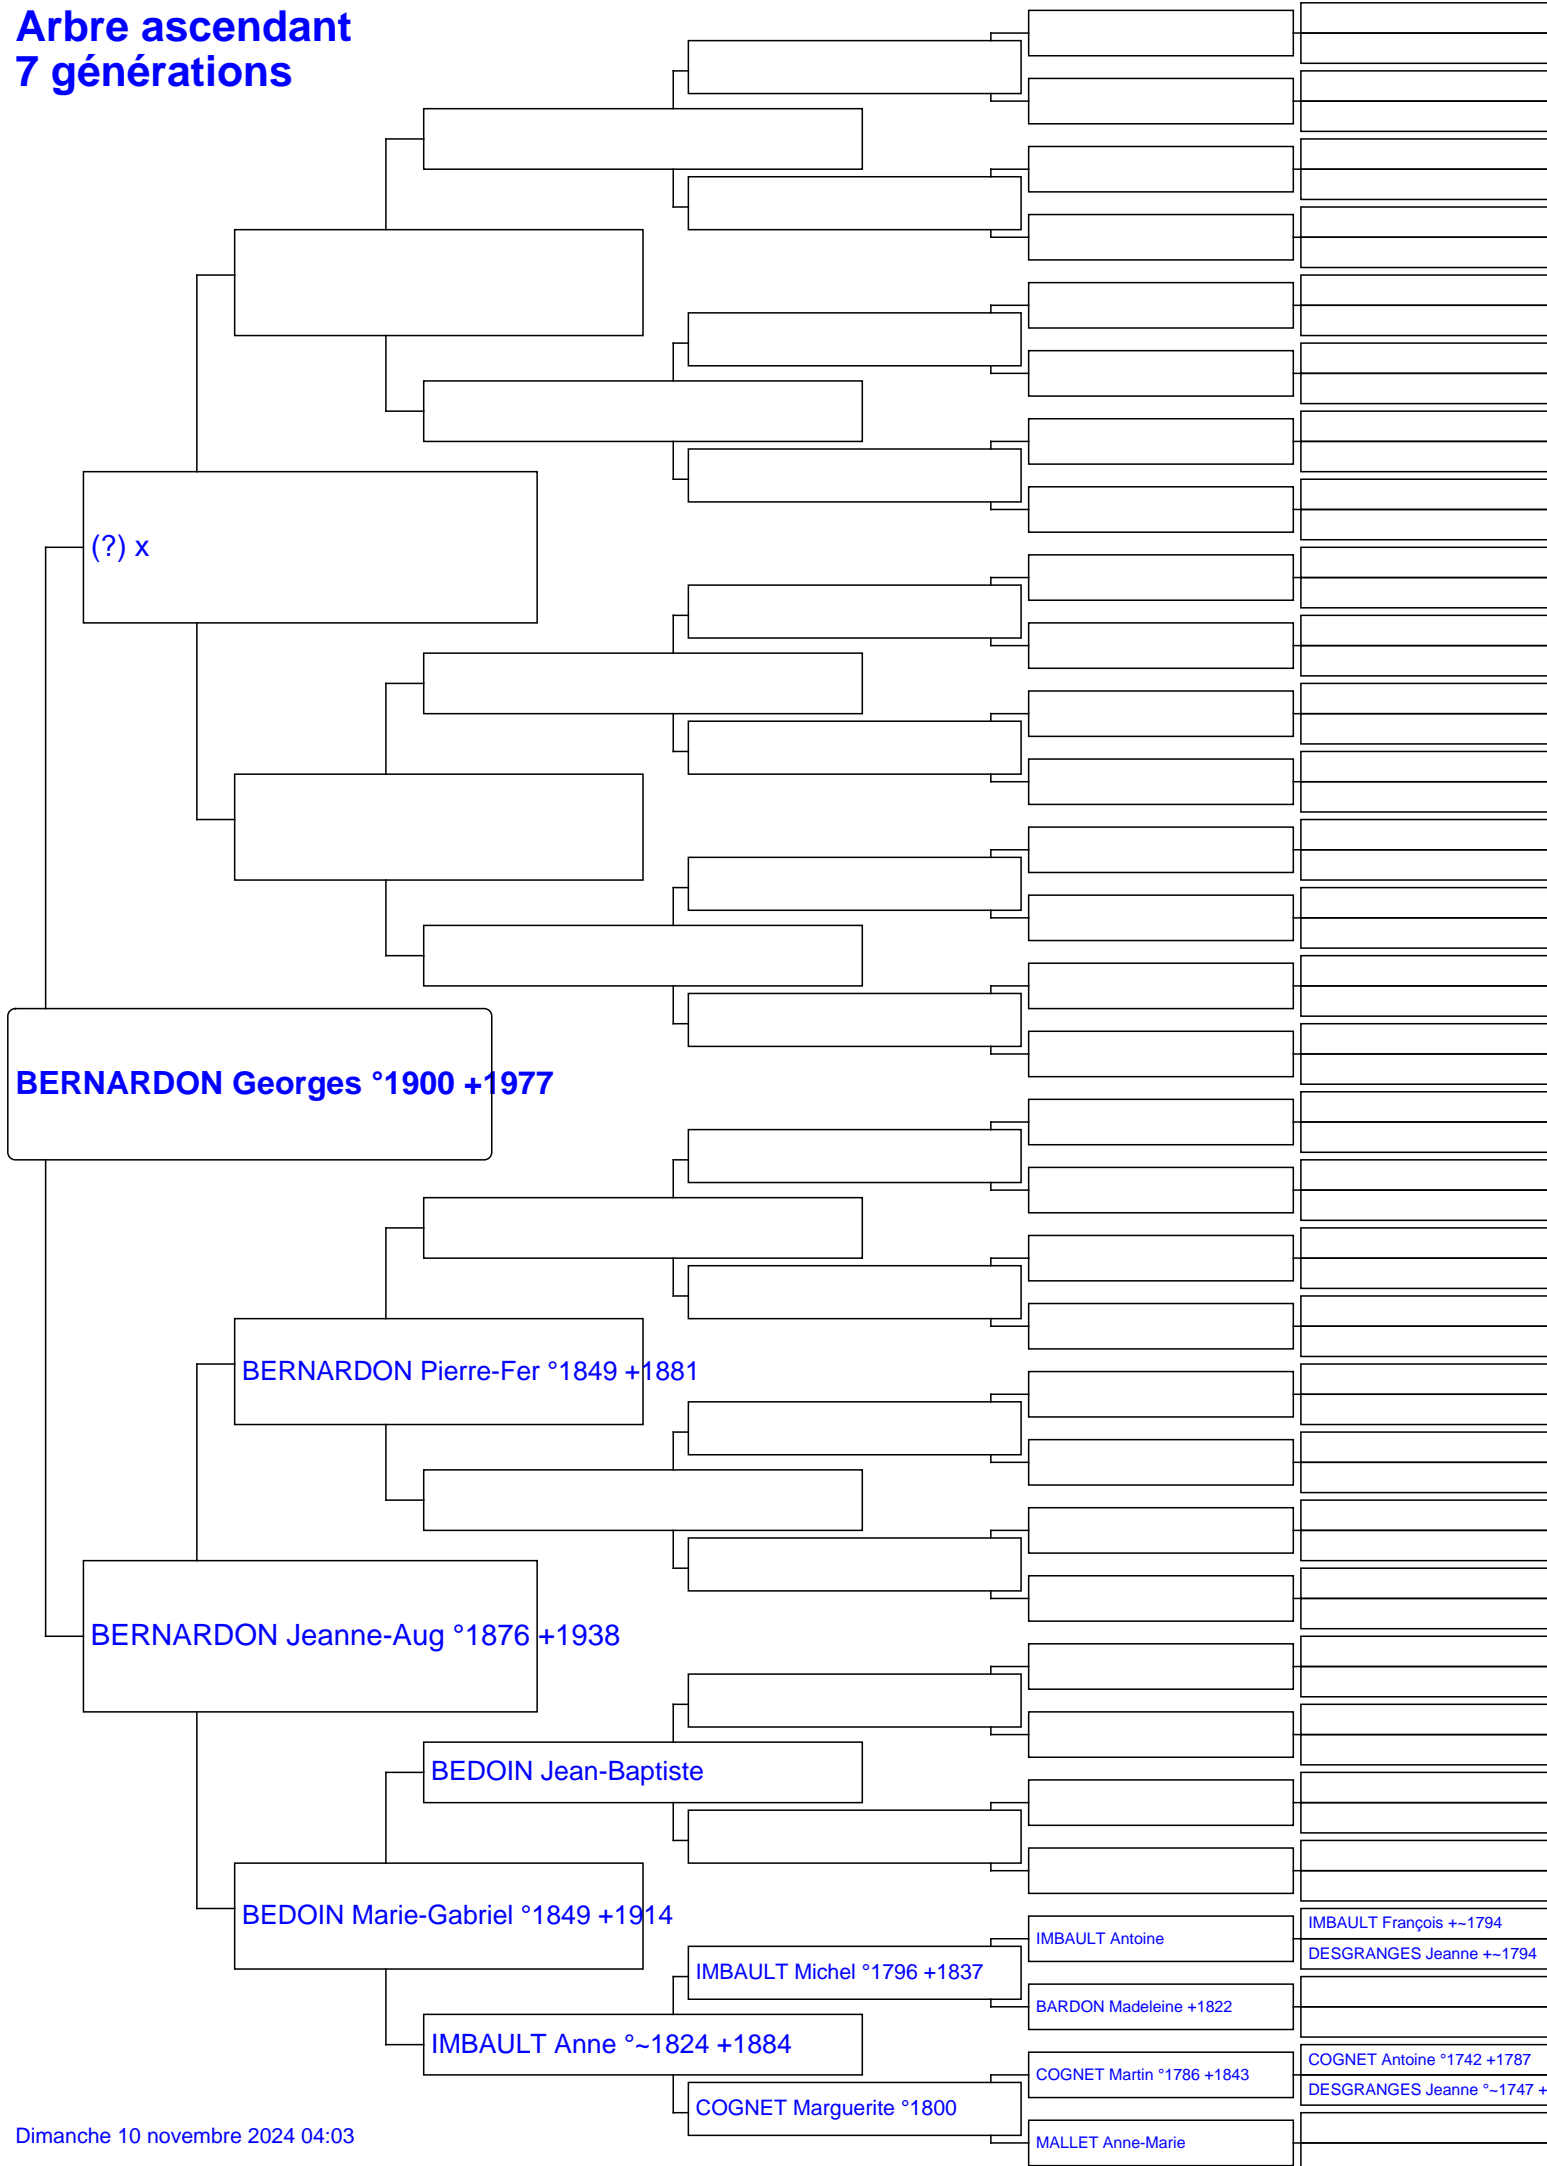 Arbre ascendant
7 générations
(?) x
BERNARDON Georges °1900 +1977
BERNARDON Pierre-Fer °1849 +1881
BERNARDON Jeanne-Aug °1876 +1938
BEDOIN Jean-Baptiste
BEDOIN Marie-Gabriel °1849 +1914
IMBAULT François +~1794
IMBAULT Antoine
DESGRANGES Jeanne +~1794
IMBAULT Michel °1796 +1837
BARDON Madeleine +1822
IMBAULT Anne °~1824 +1884
COGNET Antoine °1742 +1787
COGNET Martin °1786 +1843
DESGRANGES Jeanne °~1747 +
COGNET Marguerite °1800
MALLET Anne-Marie
Dimanche 10 novembre 2024 04:03